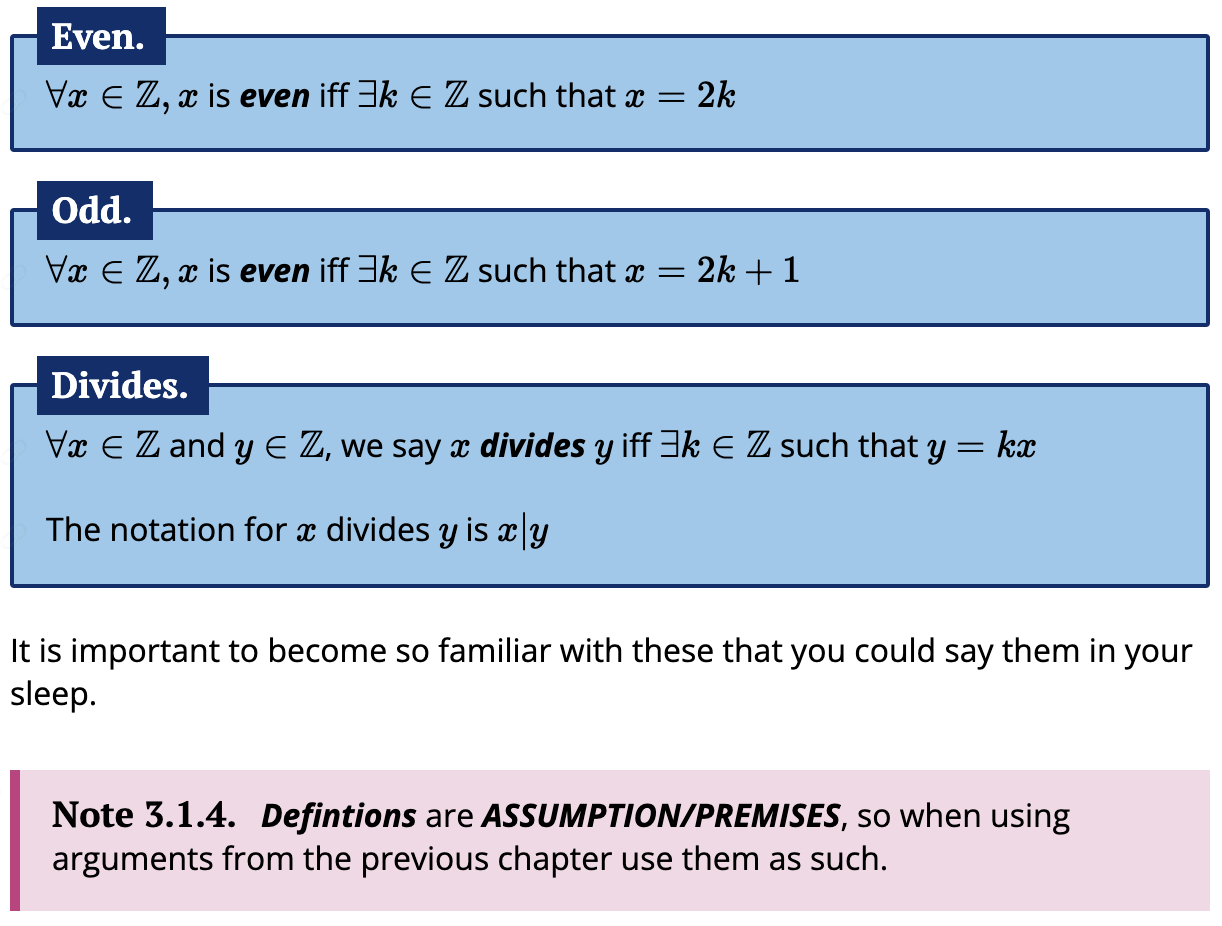 Even.
∀x ∈ ℤ, x is even iff ∃k ∈ ℤ such that x = 2k
Odd.
∀x ∈ ℤ, x is even iff ∃k ∈ ℤ such that x = 2k + 1
Divides.
∀x ∈ ℤ and y ∈ ℤ, we say x divides y iff ∃k ∈ ℤ such that y = kx
The notation for x divides y is x|y
It is important to become so familiar with these that you could say them in your
sleep.
Note 3.1.4. Defintions are ASSUMPTION/PREMISES, so when using
arguments from the previous chapter use them as such.